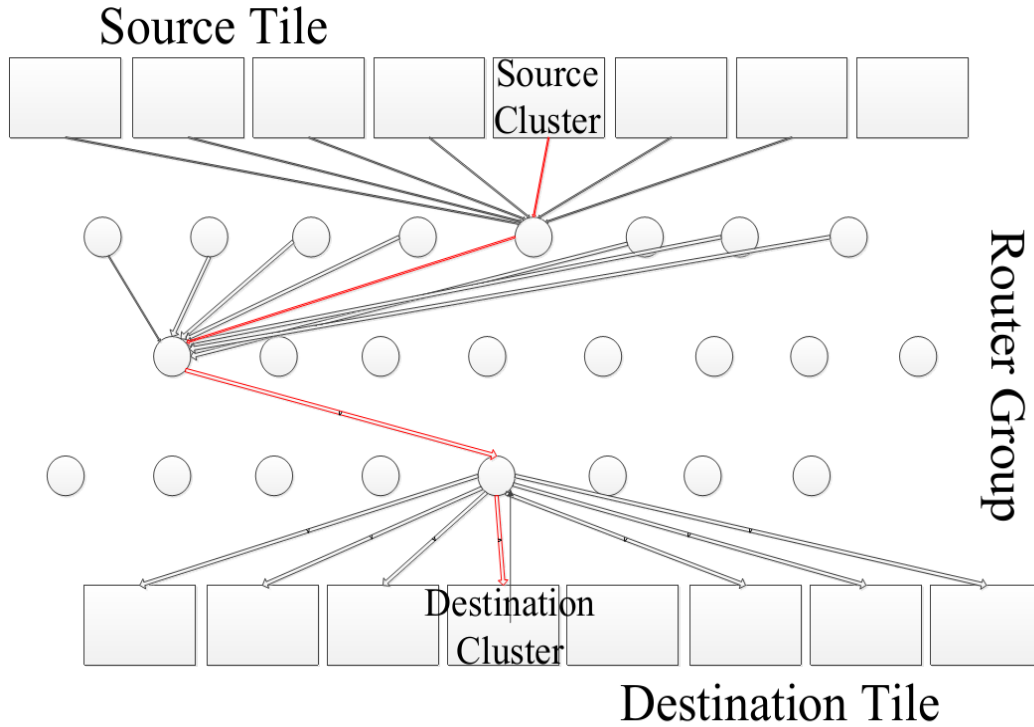 Source Tile
Source
Cluster
Router Group
Destination
Cluster
Destination Tile